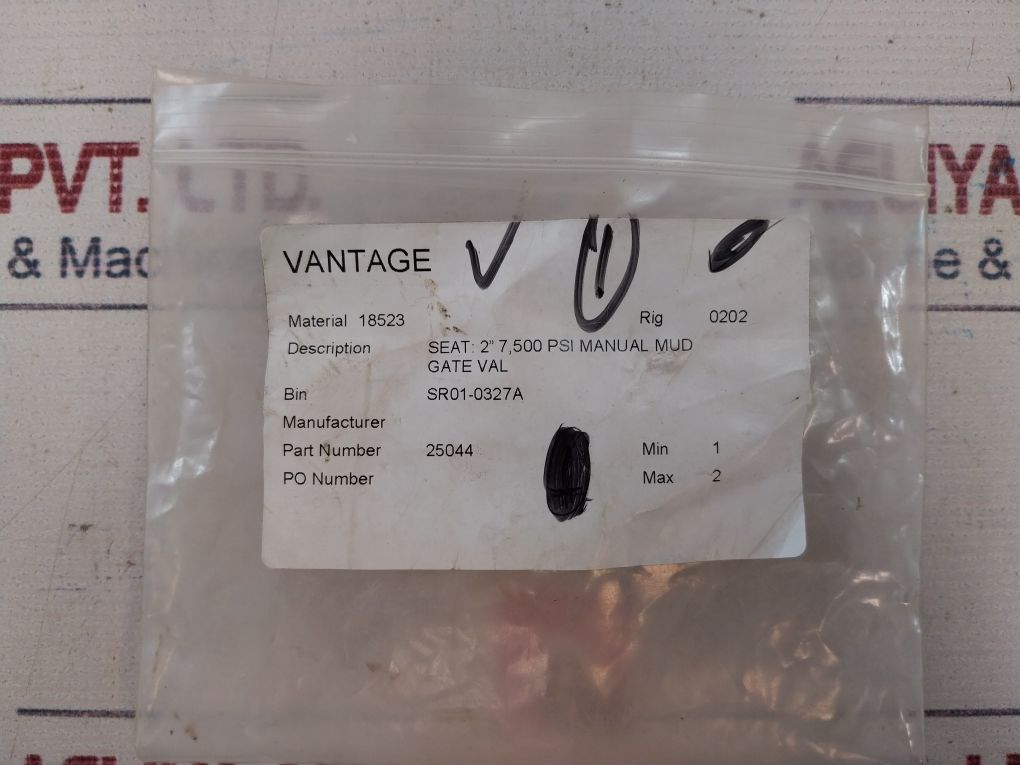 PVT. LTD.
& Mac
VANTAGE
Material 18523 Rig 0202
Description SEAT: 2" 7,500 PSI MANUAL MUD
GATE VAL
Bin SR01-0327A
Manufacturer
Part Number 25044 Min 1
PO Number Max 2
e &